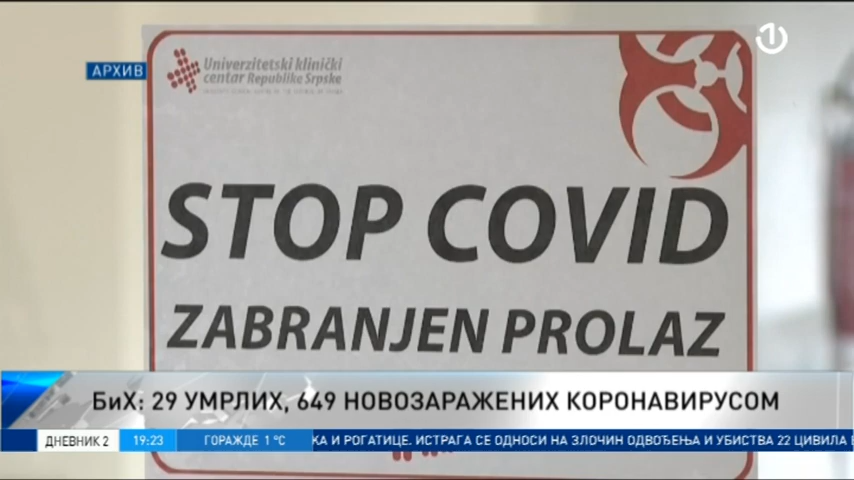 АРХИВ
Univerzitetski klinički
centar Republike Srpske
STOP COVID
ZABRANJEN PROLAZ
БиХ: 29 УМРЛИХ, 649 НОВОЗАРАЖЕНИХ КОРОНАВИРУСОМ
ДНЕВНИК 2 19:23 ГОРАЖДЕ 1 °C КА И РОГАТИЦЕ. ИСТРАГА СЕ ОДНОСИ НА ЗЛОЧИН ОДВОЂЕЊА И УБИСТВА 22 ЦИВИЛА